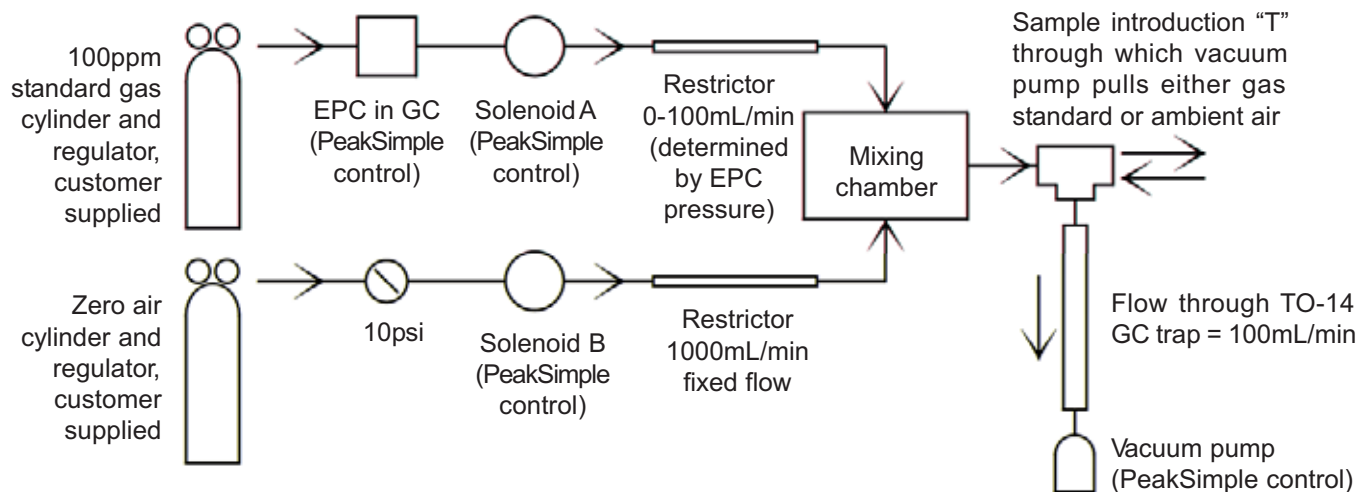 100ppm
standard gas
cylinder and
regulator,
customer
supplied
EPC in GC
(PeakSimple
control)
Solenoid A
(PeakSimple
control)
Restrictor
0-100mL/min
(determined
by EPC
pressure)
Mixing
chamber
Sample introduction “T”
through which vacuum
pump pulls either gas
standard or ambient air
Zero air
cylinder and
regulator,
customer
supplied
10psi
Solenoid B
(PeakSimple
control)
Restrictor
1000mL/min
fixed flow
Flow through TO-14
GC trap = 100mL/min
Vacuum pump
(PeakSimple control)